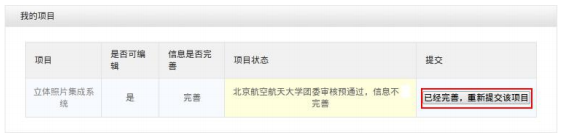 我的项目
项目 是否可编辑 信息是否完善 项目状态 提交
立体照片集成系统 是 完善 北京航空航天大学团委审核预通过，信息不完善 已经完善，重新提交该项目